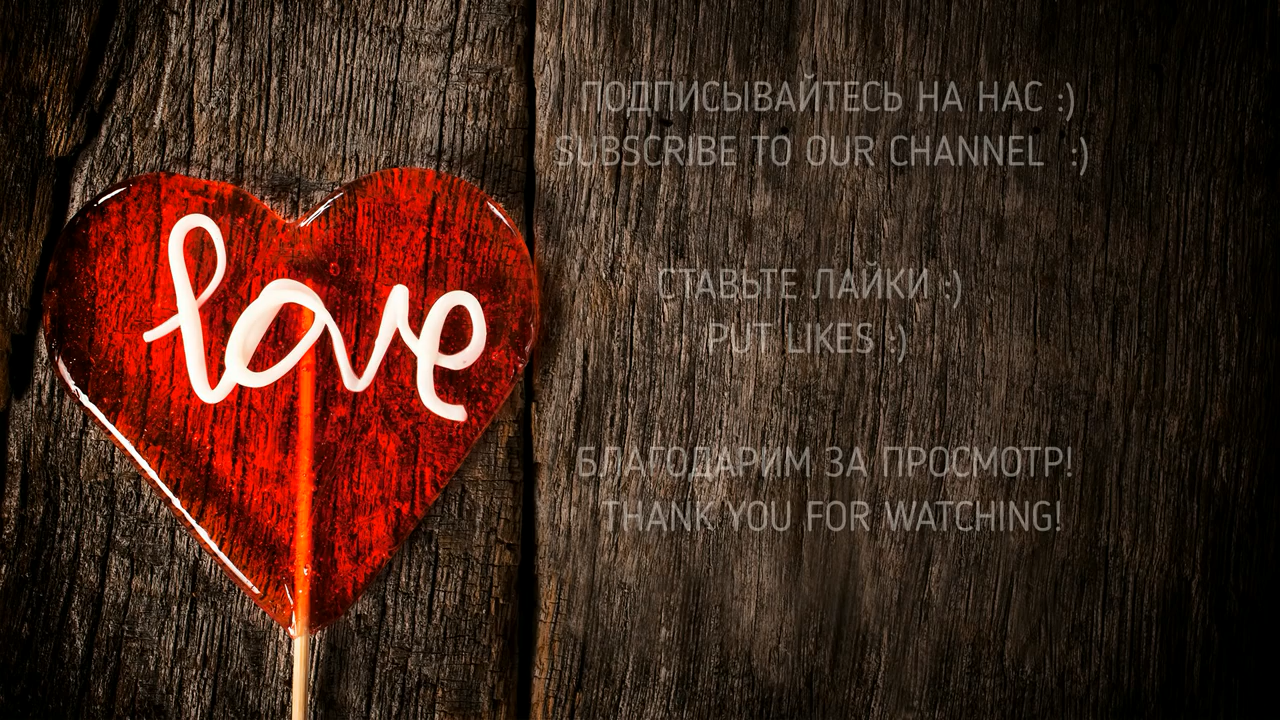 love
ПОДПИСЫВАЙТЕСЬ НА НАС :)
SUBSCRIBE TO OUR CHANNEL :)
СТАВЬТЕ ЛАЙКИ :)
PUT LIKES :)
БЛАГОДАРИМ ЗА ПРОСМОТР!
THANK YOU FOR WATCHING!